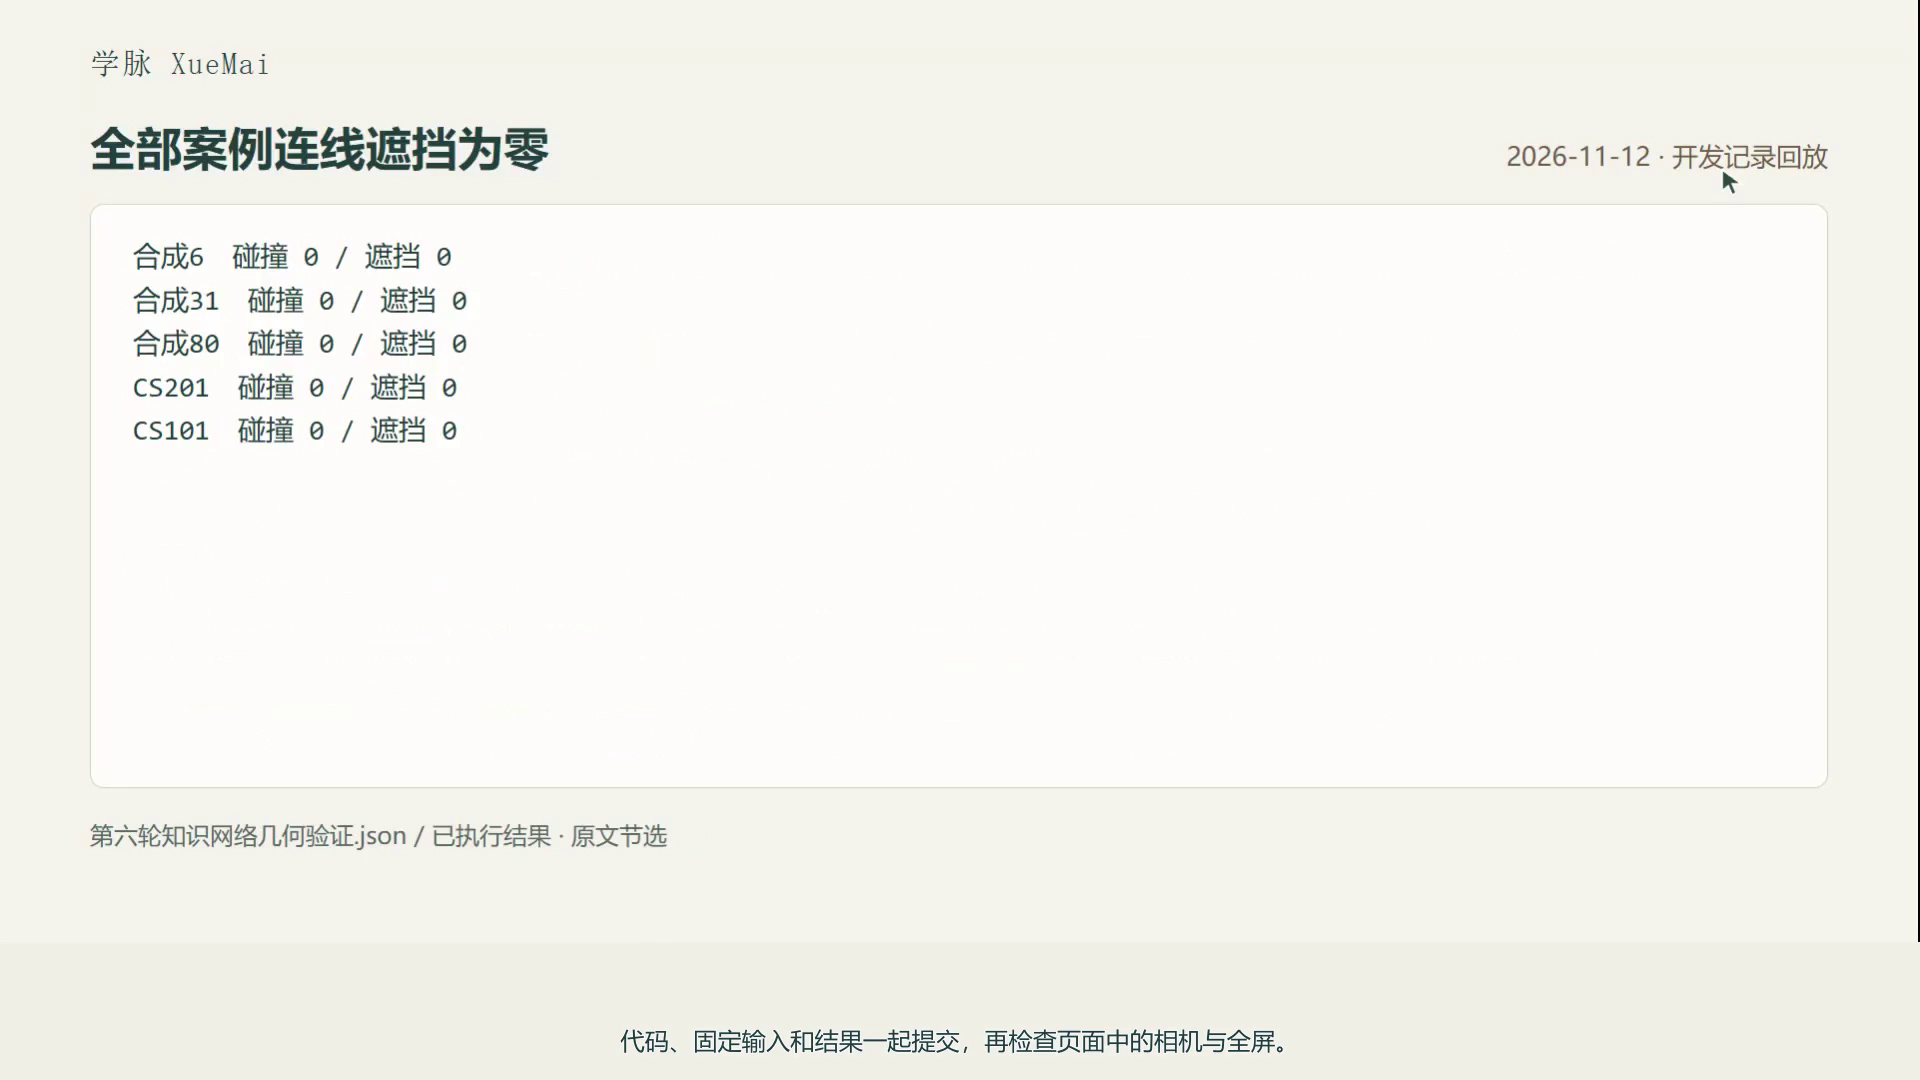 学脉 XueMai
全部案例连线遮挡为零
2026-11-12 · 开发记录回放
合成6 碰撞 0 / 遮挡 0
合成31 碰撞 0 / 遮挡 0
合成80 碰撞 0 / 遮挡 0
CS201 碰撞 0 / 遮挡 0
CS101 碰撞 0 / 遮挡 0
第六轮知识网络几何验证.json / 已执行结果 · 原文节选
代码、固定输入和结果一起提交，再检查页面中的相机与全屏。